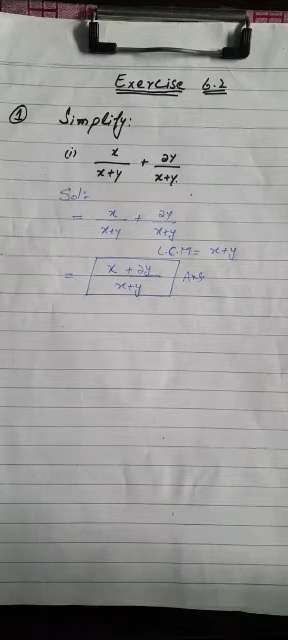 Exercise 6.2
① Simplify:
(i) x/x+y + 2y/x+y.
Sol:
= x/x+y + 2y/x+y
L.C.M = x+y
= x + 2y/x+y Ans